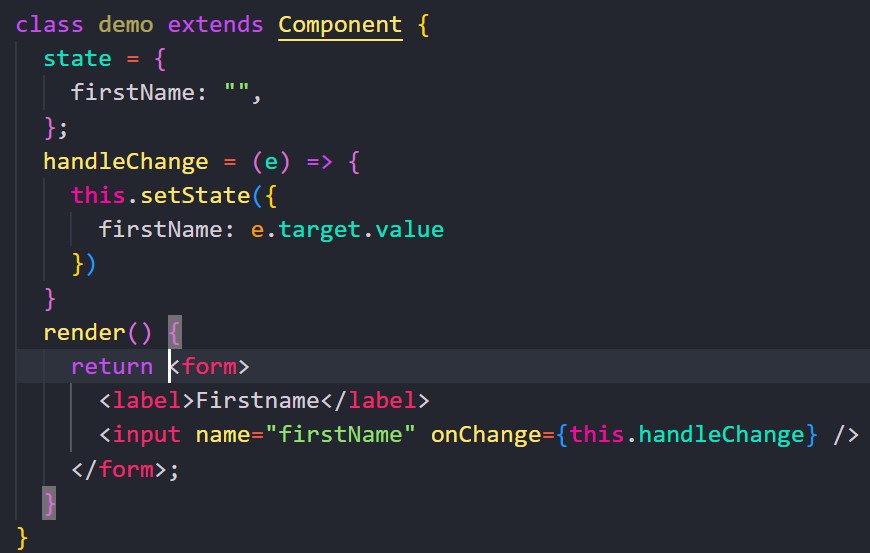 class demo extends Component {
  state = {
    firstName: "",
  };
  handleChange = (e) => {
    this.setState({
      firstName: e.target.value
    })
  }
  render() {
    return <form>
      <label>Firstname</label>
      <input name="firstName" onChange={this.handleChange} />
    </form>;
  }
}